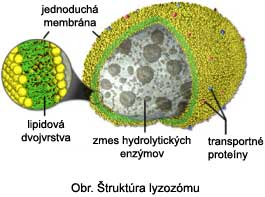 jednoduchá
membrána
lipidová
dvojvrstva
zmes hydrolytických
enzýmov
transportné
proteíny
Obr. Štruktúra lyzozómu